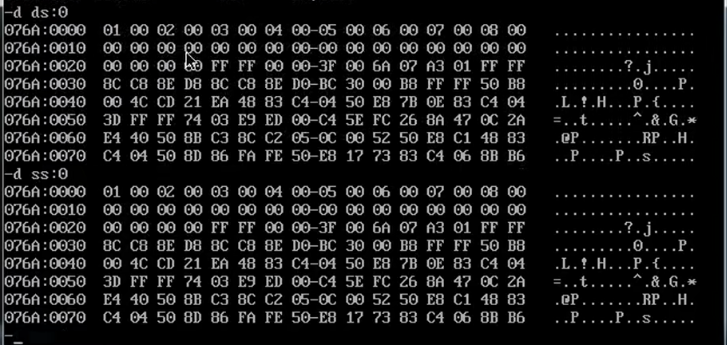 -d ds:0
076A:0000  01 00 02 00 03 00 04 00-05 00 06 00 07 00 08 00   ................
076A:0010  00 00 00 00 00 00 00 00-00 00 00 00 00 00 00 00   ................
076A:0020  00 00 00 00 FF FF 00 00-3F 00 6A 07 A3 01 FF FF   ........?.j.....
076A:0030  8C C8 8E D8 8C C8 8E D0-BC 30 00 B8 FF FF 50 B8   .........0....P.
076A:0040  00 4C CD 21 EA 48 83 C4-04 50 E8 7B 0E 83 C4 04   .L.!.H...P.{....
076A:0050  3D FF FF 74 03 E9 ED 00-C4 5E FC 26 8A 47 0C 2A   =..t.....^.&.G.*
076A:0060  E4 40 50 8B C3 8C C2 05-0C 00 52 50 E8 C1 48 83   .@P.......RP..H.
076A:0070  C4 04 50 8D 86 FA FE 50-E8 17 73 83 C4 06 8B B6   ..P....P..s.....
-d ss:0
076A:0000  01 00 02 00 03 00 04 00-05 00 06 00 07 00 08 00   ................
076A:0010  00 00 00 00 00 00 00 00-00 00 00 00 00 00 00 00   ................
076A:0020  00 00 00 00 FF FF 00 00-3F 00 6A 07 A3 01 FF FF   ........?.j.....
076A:0030  8C C8 8E D8 8C C8 8E D0-BC 30 00 B8 FF FF 50 B8   .........0....P.
076A:0040  00 4C CD 21 EA 48 83 C4-04 50 E8 7B 0E 83 C4 04   .L.!.H...P.{....
076A:0050  3D FF FF 74 03 E9 ED 00-C4 5E FC 26 8A 47 0C 2A   =..t.....^.&.G.*
076A:0060  E4 40 50 8B C3 8C C2 05-0C 00 52 50 E8 C1 48 83   .@P.......RP..H.
076A:0070  C4 04 50 8D 86 FA FE 50-E8 17 73 83 C4 06 8B B6   ..P....P..s.....
-_